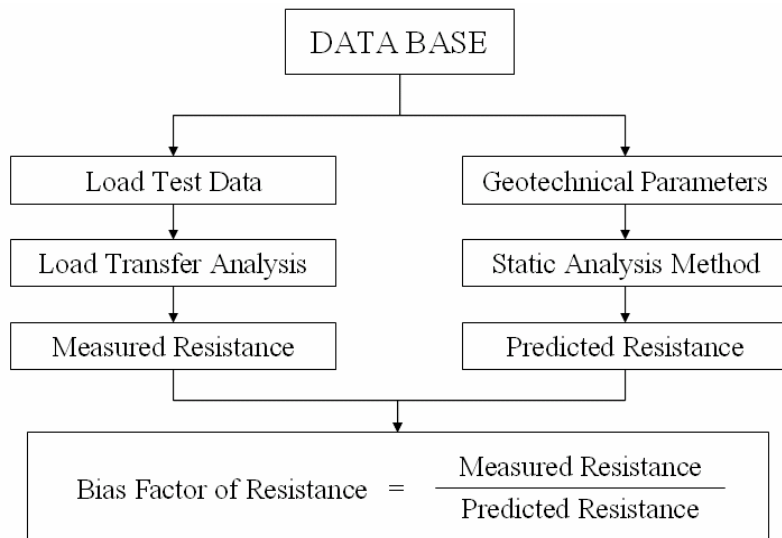 DATA BASE
Load Test Data
Geotechnical Parameters
Load Transfer Analysis
Static Analysis Method
Measured Resistance
Predicted Resistance
Bias Factor of Resistance = Measured Resistance
Predicted Resistance